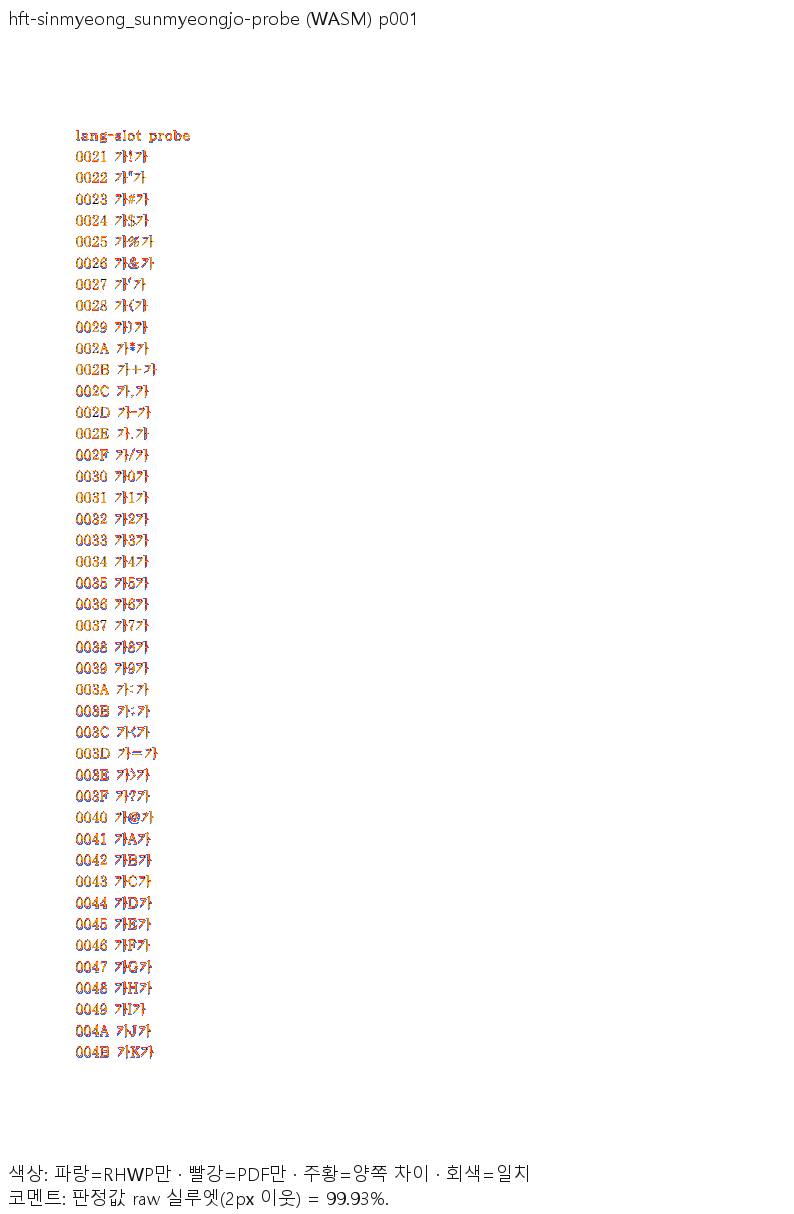 hft-sinmyeong_sunmyeongjo-probe (WASM) p001
lang-slot probe
0021 가!가
0022 가"가
0023 가#가
0024 가$가
0025 가%가
0026 가&가
0027 가'가
0028 가(가
0029 가)가
002A 가*가
002B 가+가
002C 가,가
002D 가-가
002E 가.가
002F 가/가
0030 가0가
0031 가1가
0032 가2가
0033 가3가
0034 가4가
0035 가5가
0036 가6가
0037 가7가
0038 가8가
0039 가9가
003A 가:가
003B 가;가
003C 가<가
003D 가=가
003E 가>가
003F 가?가
0040 가@가
0041 가A가
0042 가B가
0043 가C가
0044 가D가
0045 가E가
0046 가F가
0047 가G가
0048 가H가
0049 가I가
004A 가J가
004B 가K가
색상: 파랑=RHWP만 · 빨강=PDF만 · 주황=양쪽 차이 · 회색=일치
코멘트: 판정값 raw 실루엣(2px 이웃) = 99.93%.